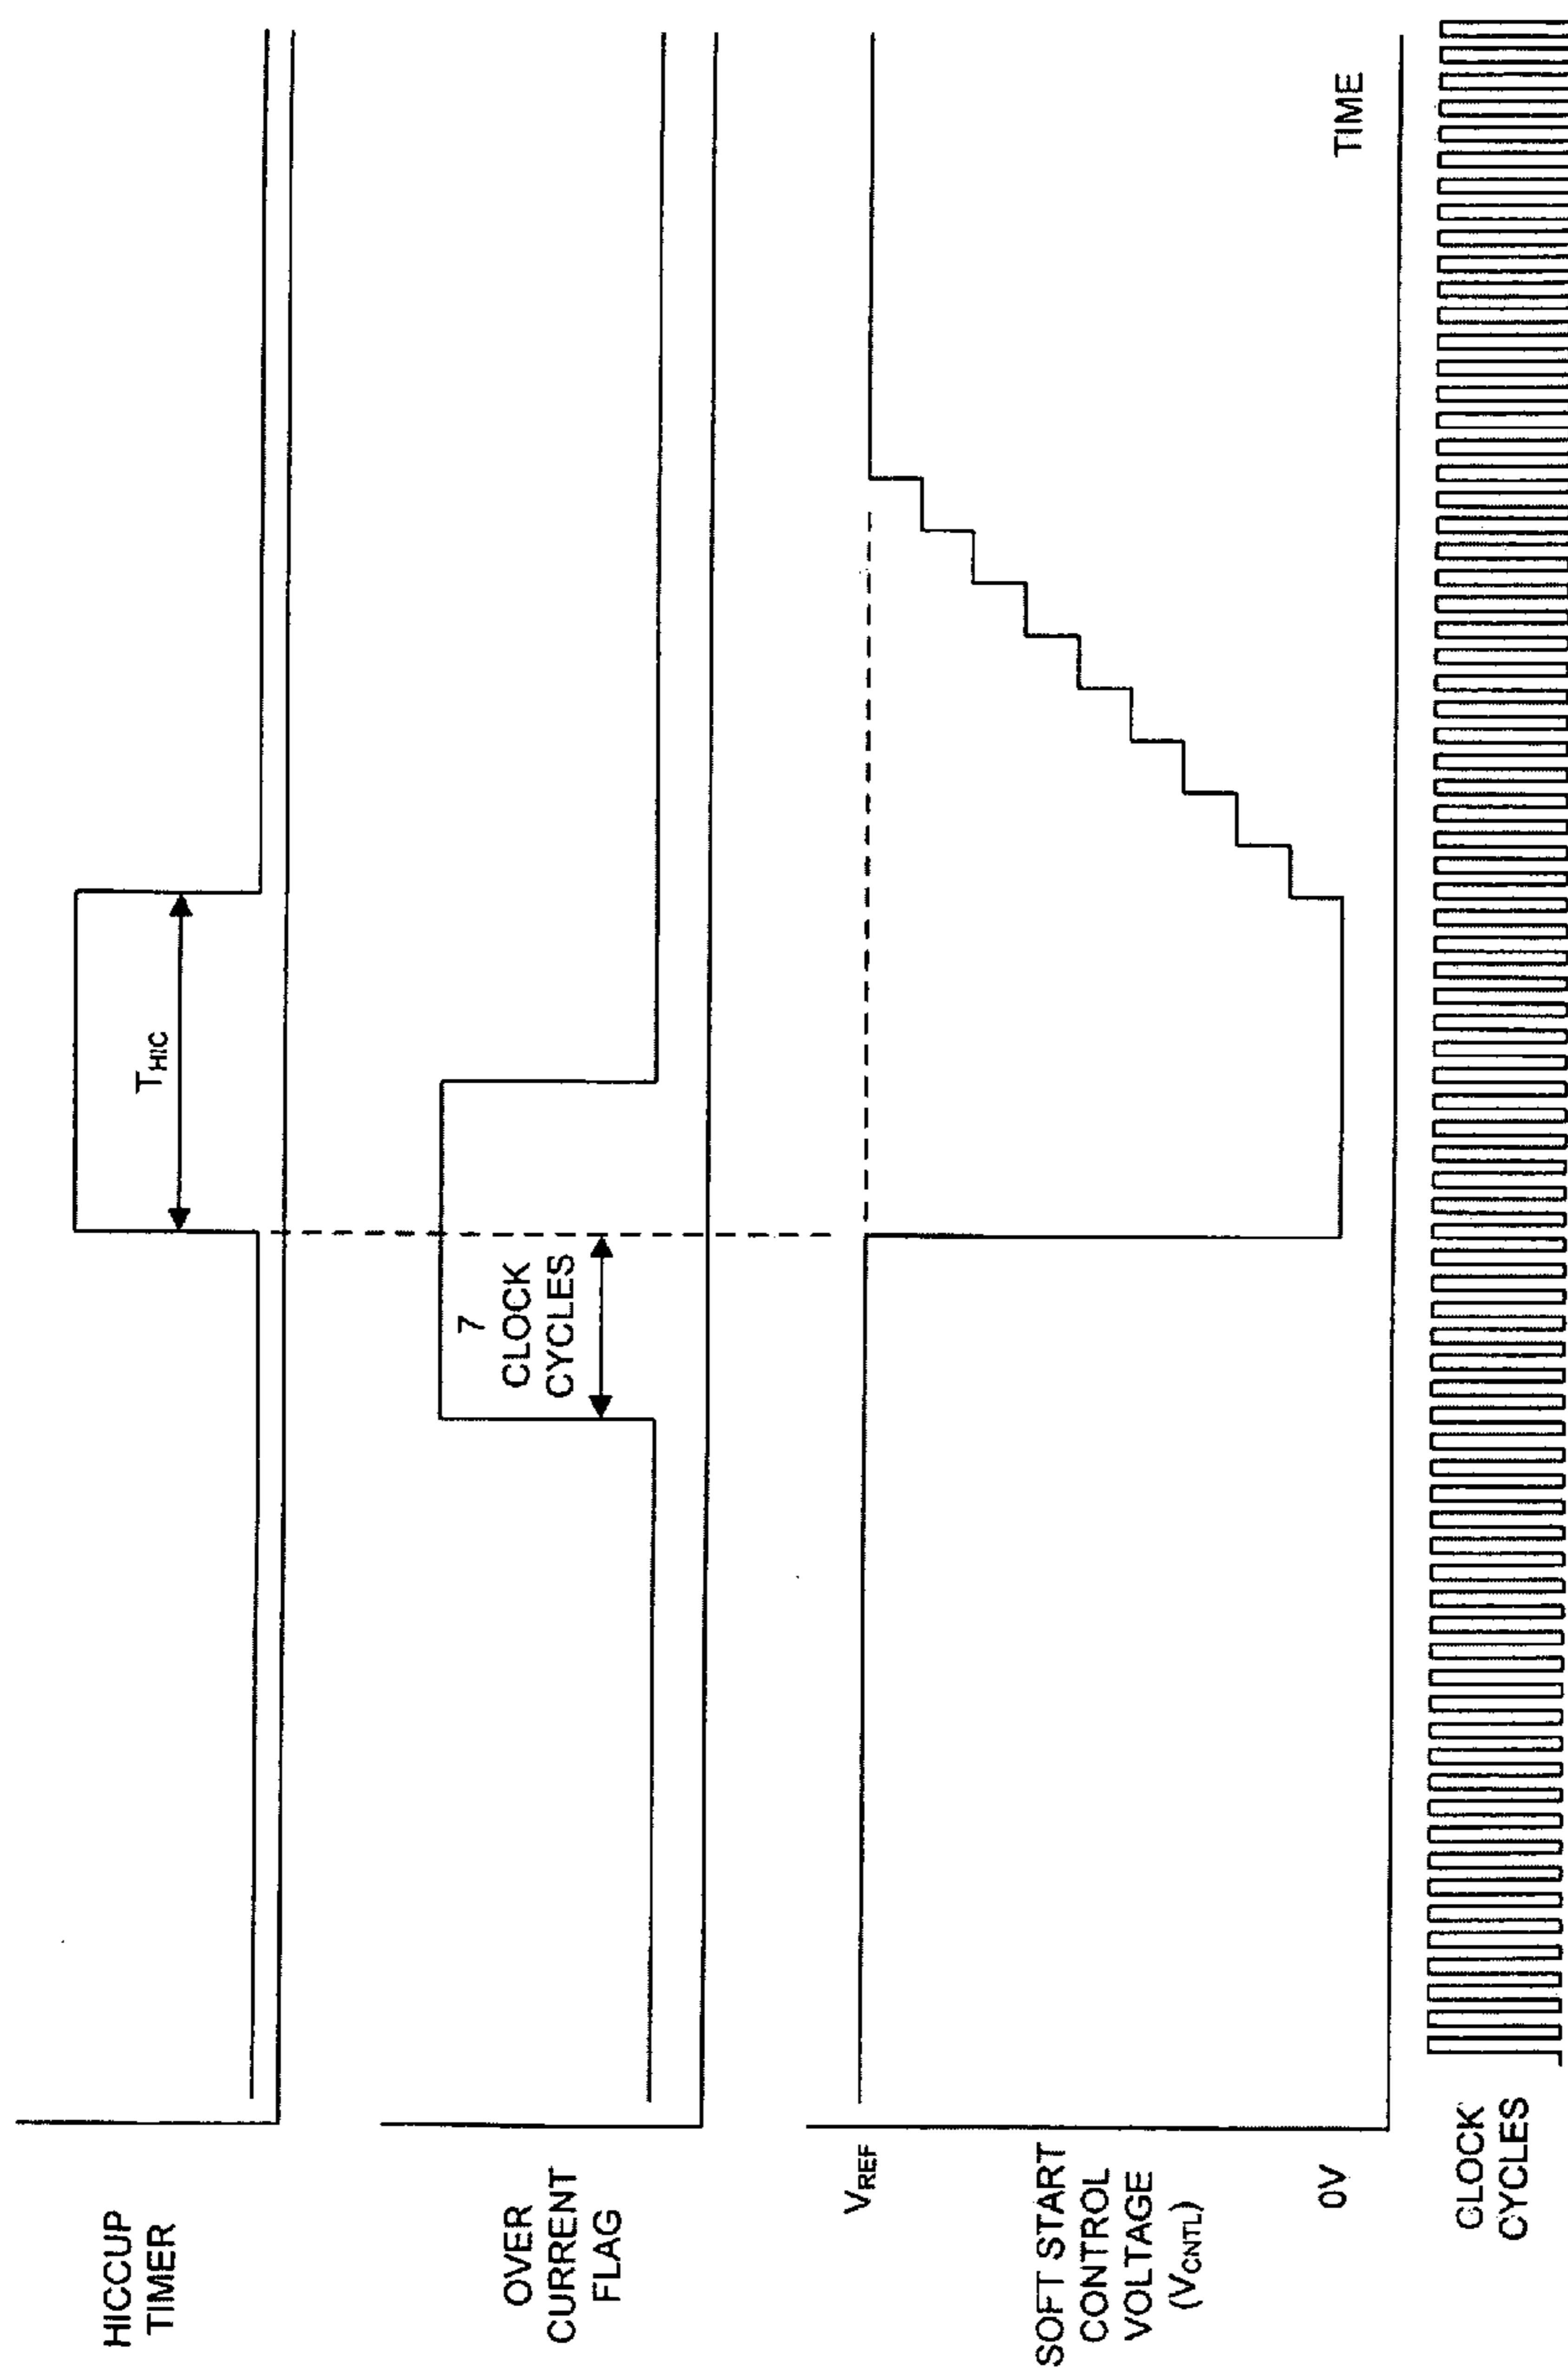 HICCUP
TIMER
T_HIC
OVER
CURRENT
FLAG
7
CLOCK
CYCLES
V_REF
SOFT START
CONTROL
VOLTAGE
(V_CNTL)
0V
TIME
CLOCK
CYCLES